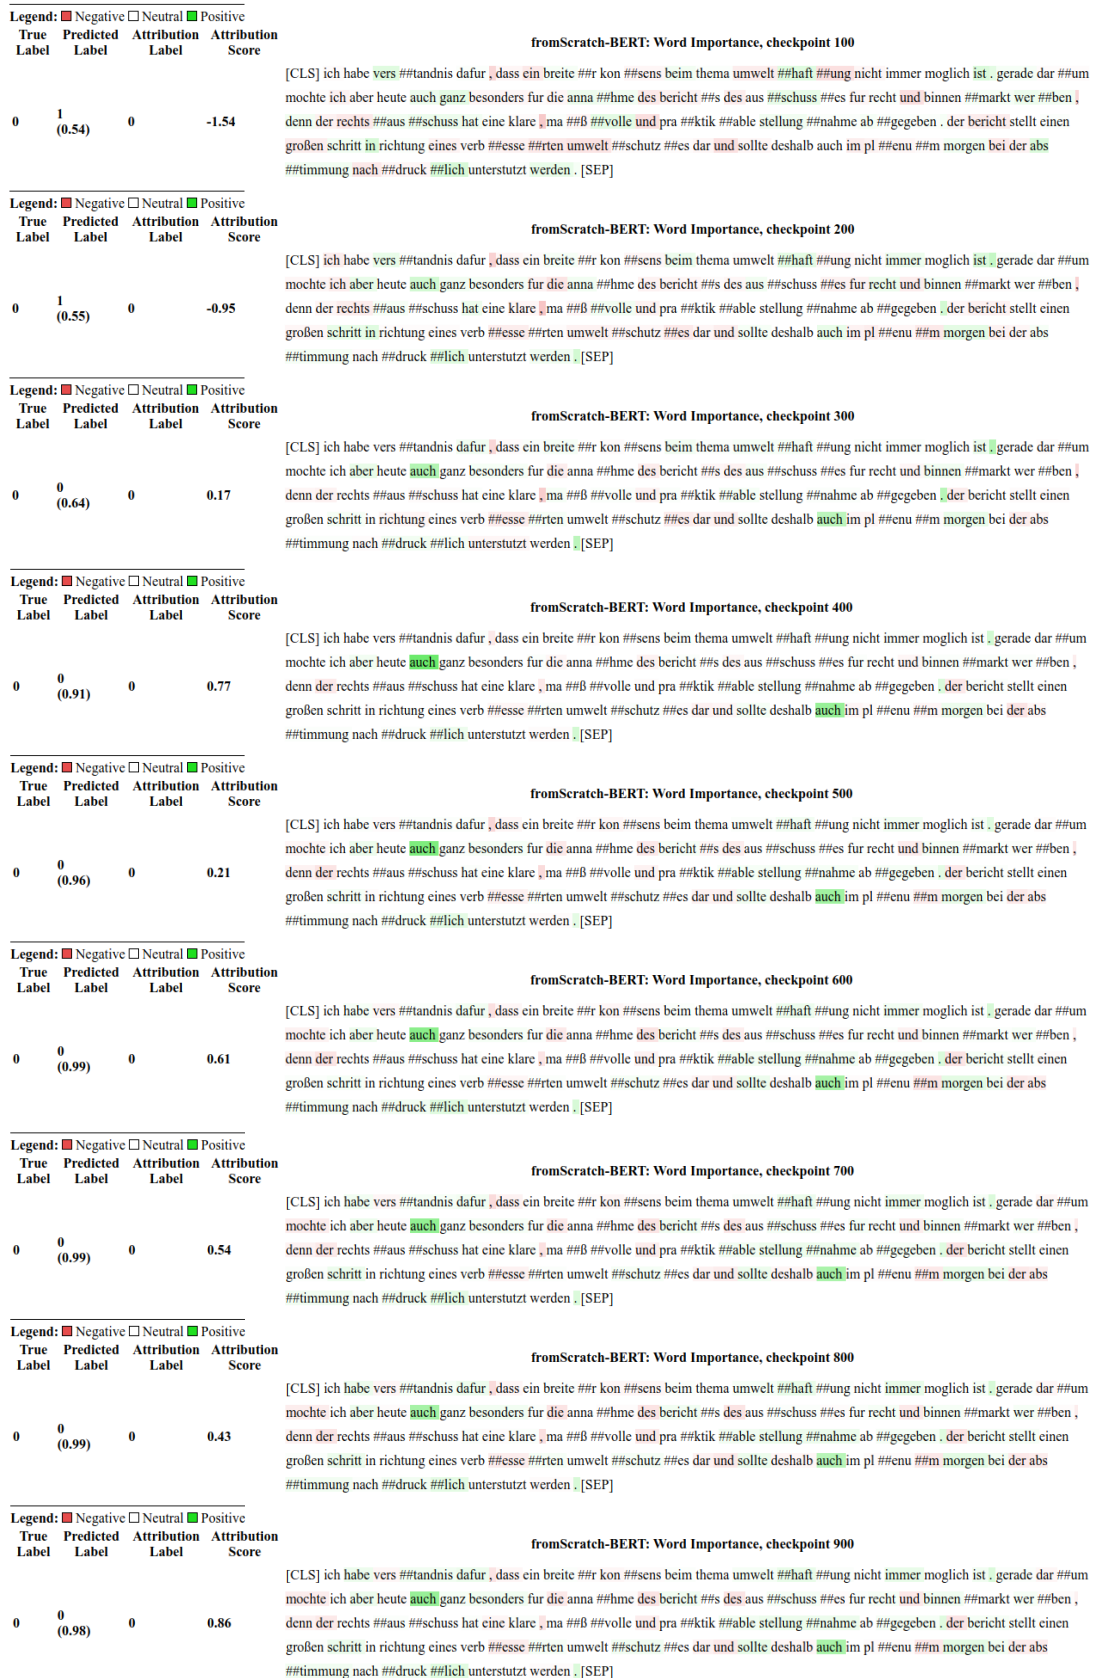 Legend: Negative Neutral Positive
True Label Predicted Label Attribution Label Attribution Score
fromScratch-BERT: Word Importance, checkpoint 100
[CLS] ich habe vers ##tandnis dafur , dass ein breite ##r kon ##sens beim thema umwelt ##haft ##ung nicht immer moglich ist . gerade dar ##um
mochte ich aber heute auch ganz besonders fur die anna ##hme des bericht ##s des aus ##schuss ##es fur recht und binnen ##markt wer ##ben ,
0 1 (0.54) 0 -1.54
denn der rechts ##aus ##schuss hat eine klare , ma ##ß ##volle und pra ##ktik ##able stellung ##nahme ab ##gegeben . der bericht stellt einen
großen schritt in richtung eines verb ##esse ##rten umwelt ##schutz ##es dar und sollte deshalb auch im pl ##enu ##m morgen bei der abs
##timmung nach ##druck ##lich unterstutzt werden . [SEP]
Legend: Negative Neutral Positive
True Label Predicted Label Attribution Label Attribution Score
fromScratch-BERT: Word Importance, checkpoint 200
[CLS] ich habe vers ##tandnis dafur , dass ein breite ##r kon ##sens beim thema umwelt ##haft ##ung nicht immer moglich ist . gerade dar ##um
mochte ich aber heute auch ganz besonders fur die anna ##hme des bericht ##s des aus ##schuss ##es fur recht und binnen ##markt wer ##ben ,
0 1 (0.55) 0 -0.95
denn der rechts ##aus ##schuss hat eine klare , ma ##ß ##volle und pra ##ktik ##able stellung ##nahme ab ##gegeben . der bericht stellt einen
großen schritt in richtung eines verb ##esse ##rten umwelt ##schutz ##es dar und sollte deshalb auch im pl ##enu ##m morgen bei der abs
##timmung nach ##druck ##lich unterstutzt werden . [SEP]
Legend: Negative Neutral Positive
True Label Predicted Label Attribution Label Attribution Score
fromScratch-BERT: Word Importance, checkpoint 300
[CLS] ich habe vers ##tandnis dafur , dass ein breite ##r kon ##sens beim thema umwelt ##haft ##ung nicht immer moglich ist . gerade dar ##um
mochte ich aber heute auch ganz besonders fur die anna ##hme des bericht ##s des aus ##schuss ##es fur recht und binnen ##markt wer ##ben ,
0 0 (0.64) 0 0.17
denn der rechts ##aus ##schuss hat eine klare , ma ##ß ##volle und pra ##ktik ##able stellung ##nahme ab ##gegeben . der bericht stellt einen
großen schritt in richtung eines verb ##esse ##rten umwelt ##schutz ##es dar und sollte deshalb auch im pl ##enu ##m morgen bei der abs
##timmung nach ##druck ##lich unterstutzt werden . [SEP]
Legend: Negative Neutral Positive
True Label Predicted Label Attribution Label Attribution Score
fromScratch-BERT: Word Importance, checkpoint 400
[CLS] ich habe vers ##tandnis dafur , dass ein breite ##r kon ##sens beim thema umwelt ##haft ##ung nicht immer moglich ist . gerade dar ##um
mochte ich aber heute auch ganz besonders fur die anna ##hme des bericht ##s des aus ##schuss ##es fur recht und binnen ##markt wer ##ben ,
0 0 (0.91) 0 0.77
denn der rechts ##aus ##schuss hat eine klare , ma ##ß ##volle und pra ##ktik ##able stellung ##nahme ab ##gegeben . der bericht stellt einen
großen schritt in richtung eines verb ##esse ##rten umwelt ##schutz ##es dar und sollte deshalb auch im pl ##enu ##m morgen bei der abs
##timmung nach ##druck ##lich unterstutzt werden . [SEP]
Legend: Negative Neutral Positive
True Label Predicted Label Attribution Label Attribution Score
fromScratch-BERT: Word Importance, checkpoint 500
[CLS] ich habe vers ##tandnis dafur , dass ein breite ##r kon ##sens beim thema umwelt ##haft ##ung nicht immer moglich ist . gerade dar ##um
mochte ich aber heute auch ganz besonders fur die anna ##hme des bericht ##s des aus ##schuss ##es fur recht und binnen ##markt wer ##ben ,
0 0 (0.96) 0 0.21
denn der rechts ##aus ##schuss hat eine klare , ma ##ß ##volle und pra ##ktik ##able stellung ##nahme ab ##gegeben . der bericht stellt einen
großen schritt in richtung eines verb ##esse ##rten umwelt ##schutz ##es dar und sollte deshalb auch im pl ##enu ##m morgen bei der abs
##timmung nach ##druck ##lich unterstutzt werden . [SEP]
Legend: Negative Neutral Positive
True Label Predicted Label Attribution Label Attribution Score
fromScratch-BERT: Word Importance, checkpoint 600
[CLS] ich habe vers ##tandnis dafur , dass ein breite ##r kon ##sens beim thema umwelt ##haft ##ung nicht immer moglich ist . gerade dar ##um
mochte ich aber heute auch ganz besonders fur die anna ##hme des bericht ##s des aus ##schuss ##es fur recht und binnen ##markt wer ##ben ,
0 0 (0.99) 0 0.61
denn der rechts ##aus ##schuss hat eine klare , ma ##ß ##volle und pra ##ktik ##able stellung ##nahme ab ##gegeben . der bericht stellt einen
großen schritt in richtung eines verb ##esse ##rten umwelt ##schutz ##es dar und sollte deshalb auch im pl ##enu ##m morgen bei der abs
##timmung nach ##druck ##lich unterstutzt werden . [SEP]
Legend: Negative Neutral Positive
True Label Predicted Label Attribution Label Attribution Score
fromScratch-BERT: Word Importance, checkpoint 700
[CLS] ich habe vers ##tandnis dafur , dass ein breite ##r kon ##sens beim thema umwelt ##haft ##ung nicht immer moglich ist . gerade dar ##um
mochte ich aber heute auch ganz besonders fur die anna ##hme des bericht ##s des aus ##schuss ##es fur recht und binnen ##markt wer ##ben ,
0 0 (0.99) 0 0.54
denn der rechts ##aus ##schuss hat eine klare , ma ##ß ##volle und pra ##ktik ##able stellung ##nahme ab ##gegeben . der bericht stellt einen
großen schritt in richtung eines verb ##esse ##rten umwelt ##schutz ##es dar und sollte deshalb auch im pl ##enu ##m morgen bei der abs
##timmung nach ##druck ##lich unterstutzt werden . [SEP]
Legend: Negative Neutral Positive
True Label Predicted Label Attribution Label Attribution Score
fromScratch-BERT: Word Importance, checkpoint 800
[CLS] ich habe vers ##tandnis dafur , dass ein breite ##r kon ##sens beim thema umwelt ##haft ##ung nicht immer moglich ist . gerade dar ##um
mochte ich aber heute auch ganz besonders fur die anna ##hme des bericht ##s des aus ##schuss ##es fur recht und binnen ##markt wer ##ben ,
0 0 (0.99) 0 0.43
denn der rechts ##aus ##schuss hat eine klare , ma ##ß ##volle und pra ##ktik ##able stellung ##nahme ab ##gegeben . der bericht stellt einen
großen schritt in richtung eines verb ##esse ##rten umwelt ##schutz ##es dar und sollte deshalb auch im pl ##enu ##m morgen bei der abs
##timmung nach ##druck ##lich unterstutzt werden . [SEP]
Legend: Negative Neutral Positive
True Label Predicted Label Attribution Label Attribution Score
fromScratch-BERT: Word Importance, checkpoint 900
[CLS] ich habe vers ##tandnis dafur , dass ein breite ##r kon ##sens beim thema umwelt ##haft ##ung nicht immer moglich ist . gerade dar ##um
mochte ich aber heute auch ganz besonders fur die anna ##hme des bericht ##s des aus ##schuss ##es fur recht und binnen ##markt wer ##ben ,
0 0 (0.98) 0 0.86
denn der rechts ##aus ##schuss hat eine klare , ma ##ß ##volle und pra ##ktik ##able stellung ##nahme ab ##gegeben . der bericht stellt einen
großen schritt in richtung eines verb ##esse ##rten umwelt ##schutz ##es dar und sollte deshalb auch im pl ##enu ##m morgen bei der abs
##timmung nach ##druck ##lich unterstutzt werden . [SEP]